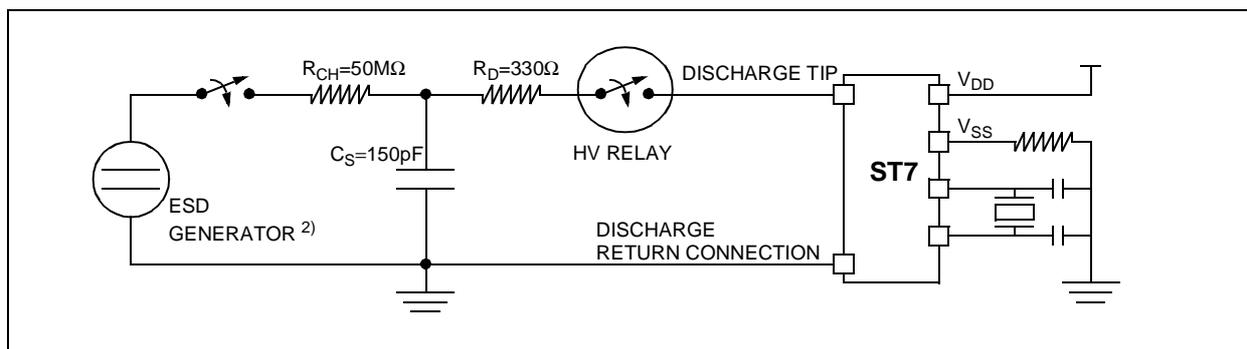 R_CH=50MΩ
R_D=330Ω
DISCHARGE TIP
V_DD
V_SS
C_S=150pF
HV RELAY
ST7
ESD
GENERATOR 2)
DISCHARGE
RETURN CONNECTION